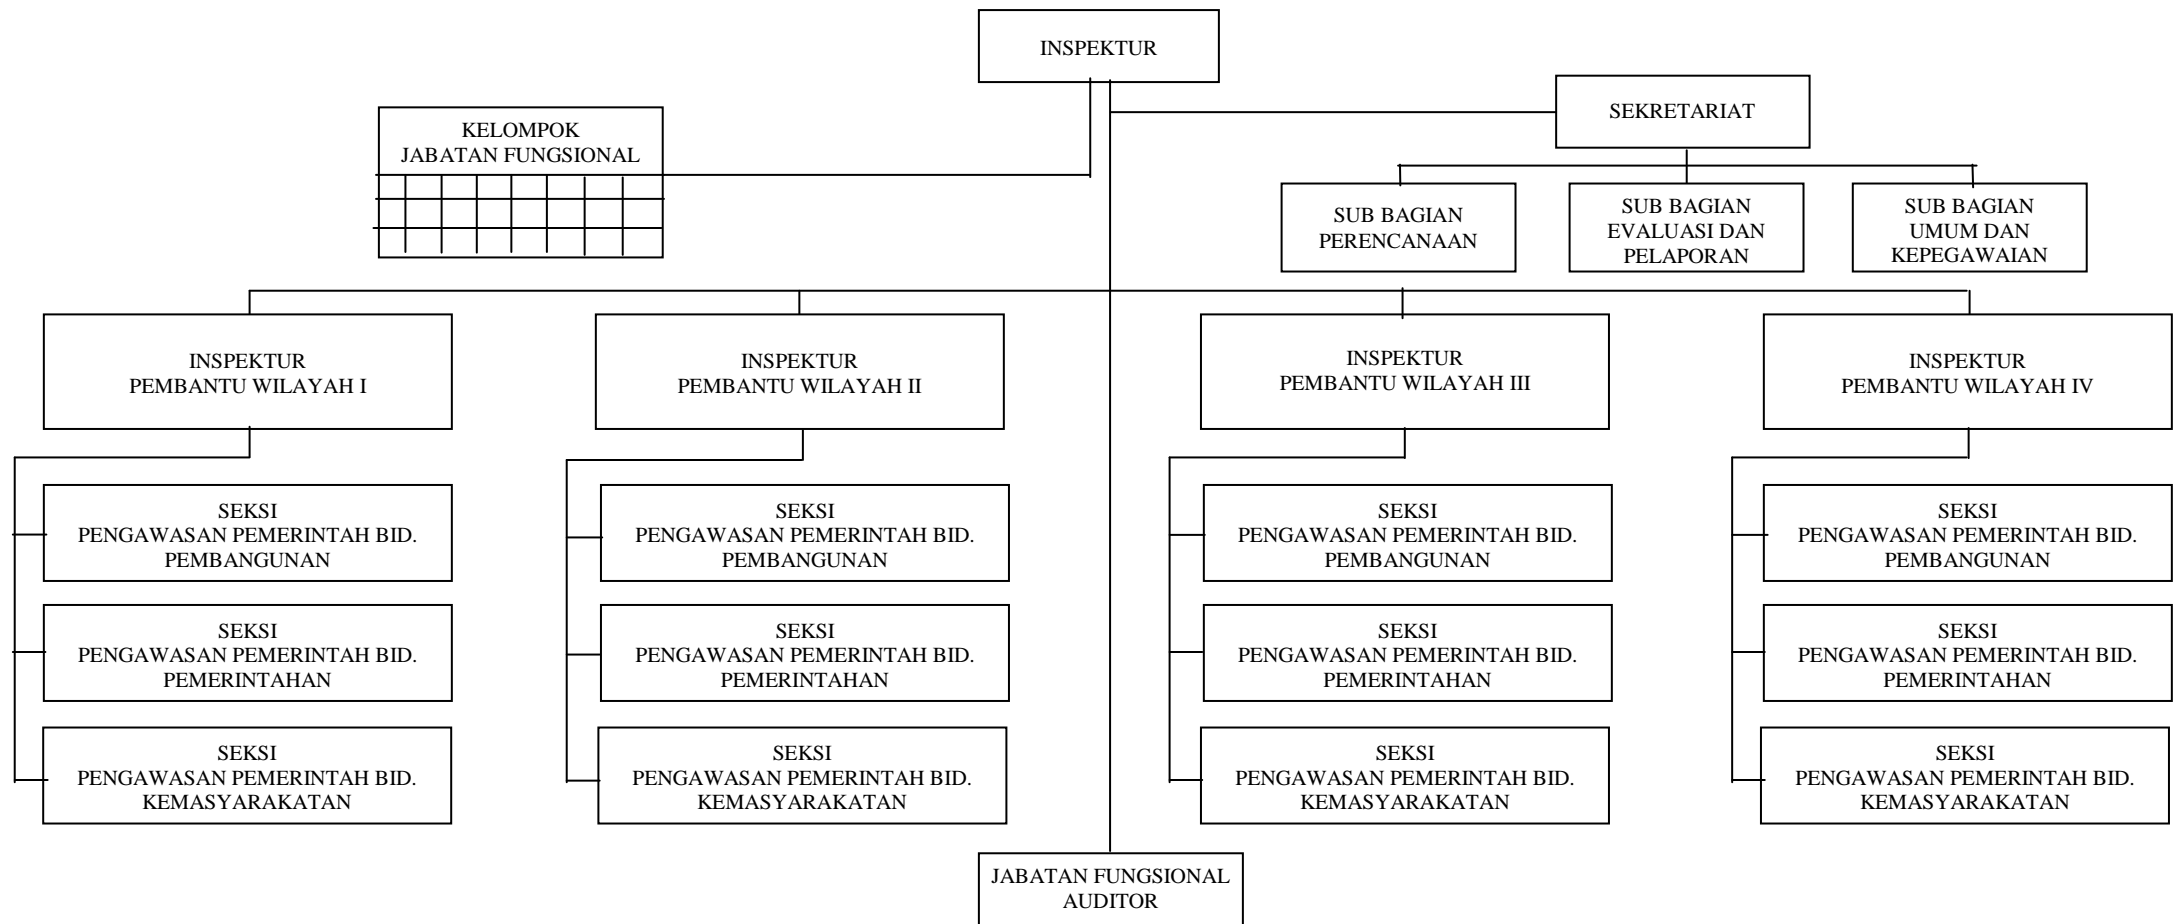 INSPEKTUR
SEKRETARIAT
KELOMPOK
JABATAN FUNGSIONAL
SUB BAGIAN
PERENCANAAN
SUB BAGIAN
EVALUASI DAN
PELAPORAN
SUB BAGIAN
UMUM DAN
KEPEGAWAIAN
INSPEKTUR
PEMBANTU WILAYAH I
INSPEKTUR
PEMBANTU WILAYAH II
INSPEKTUR
PEMBANTU WILAYAH III
INSPEKTUR
PEMBANTU WILAYAH IV
SEKSI
PENGAWASAN PEMERINTAH BID.
PEMBANGUNAN
SEKSI
PENGAWASAN PEMERINTAH BID.
PEMBANGUNAN
SEKSI
PENGAWASAN PEMERINTAH BID.
PEMBANGUNAN
SEKSI
PENGAWASAN PEMERINTAH BID.
PEMBANGUNAN
SEKSI
PENGAWASAN PEMERINTAH BID.
PEMERINTAHAN
SEKSI
PENGAWASAN PEMERINTAH BID.
PEMERINTAHAN
SEKSI
PENGAWASAN PEMERINTAH BID.
PEMERINTAHAN
SEKSI
PENGAWASAN PEMERINTAH BID.
PEMERINTAHAN
SEKSI
PENGAWASAN PEMERINTAH BID.
KEMASYARAKATAN
SEKSI
PENGAWASAN PEMERINTAH BID.
KEMASYARAKATAN
SEKSI
PENGAWASAN PEMERINTAH BID.
KEMASYARAKATAN
SEKSI
PENGAWASAN PEMERINTAH BID.
KEMASYARAKATAN
JABATAN FUNGSIONAL
AUDITOR